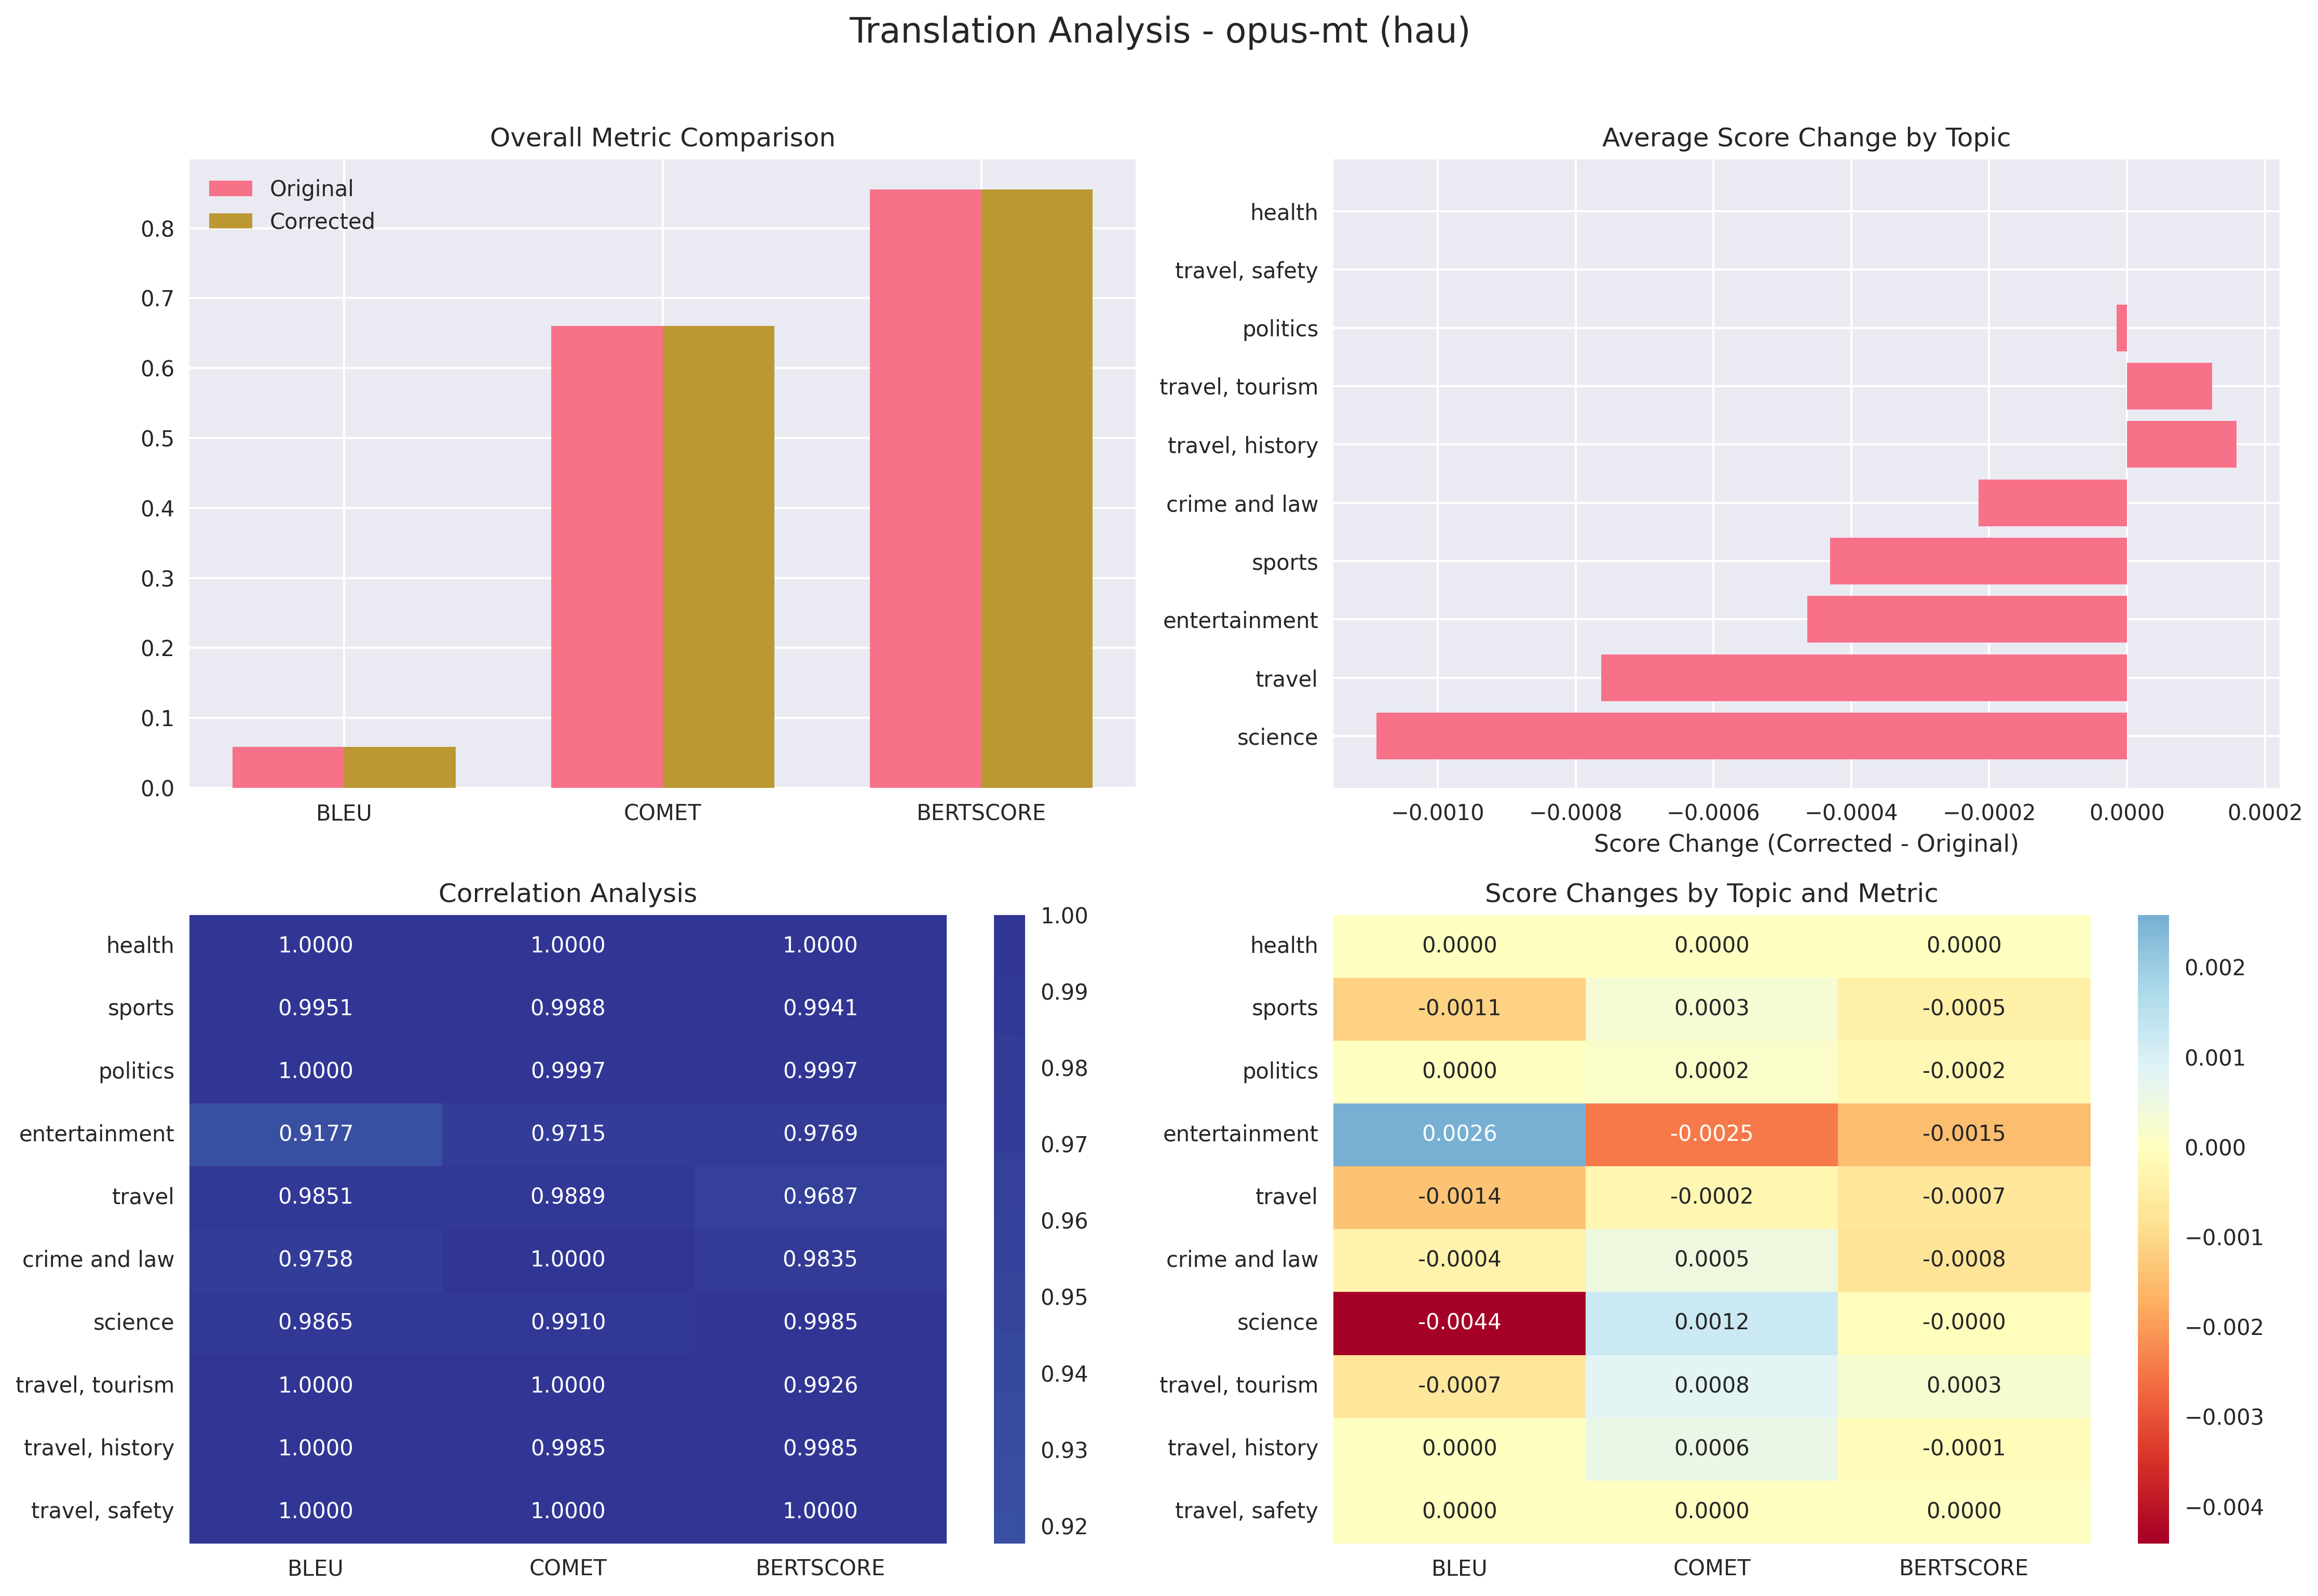 Translation Analysis - opus-mt (hau)
Overall Metric Comparison
Original
Corrected
0.8
0.7
0.6
0.5
0.4
0.3
0.2
0.1
0.0
BLEU COMET BERTSCORE
Average Score Change by Topic
health
travel, safety
politics
travel, tourism
travel, history
crime and law
sports
entertainment
travel
science
−0.0010 −0.0008 −0.0006 −0.0004 −0.0002 0.0000 0.0002
Score Change (Corrected - Original)
Correlation Analysis
health 1.0000 1.0000 1.0000
sports 0.9951 0.9988 0.9941
politics 1.0000 0.9997 0.9997
entertainment 0.9177 0.9715 0.9769
travel 0.9851 0.9889 0.9687
crime and law 0.9758 1.0000 0.9835
science 0.9865 0.9910 0.9985
travel, tourism 1.0000 1.0000 0.9926
travel, history 1.0000 0.9985 0.9985
travel, safety 1.0000 1.0000 1.0000
BLEU COMET BERTSCORE
1.00
0.99
0.98
0.97
0.96
0.95
0.94
0.93
0.92
Score Changes by Topic and Metric
health 0.0000 0.0000 0.0000
sports -0.0011 0.0003 -0.0005
politics 0.0000 0.0002 -0.0002
entertainment 0.0026 -0.0025 -0.0015
travel -0.0014 -0.0002 -0.0007
crime and law -0.0004 0.0005 -0.0008
science -0.0044 0.0012 -0.0000
travel, tourism -0.0007 0.0008 0.0003
travel, history 0.0000 0.0006 -0.0001
travel, safety 0.0000 0.0000 0.0000
BLEU COMET BERTSCORE
0.002
0.001
0.000
−0.001
−0.002
−0.003
−0.004